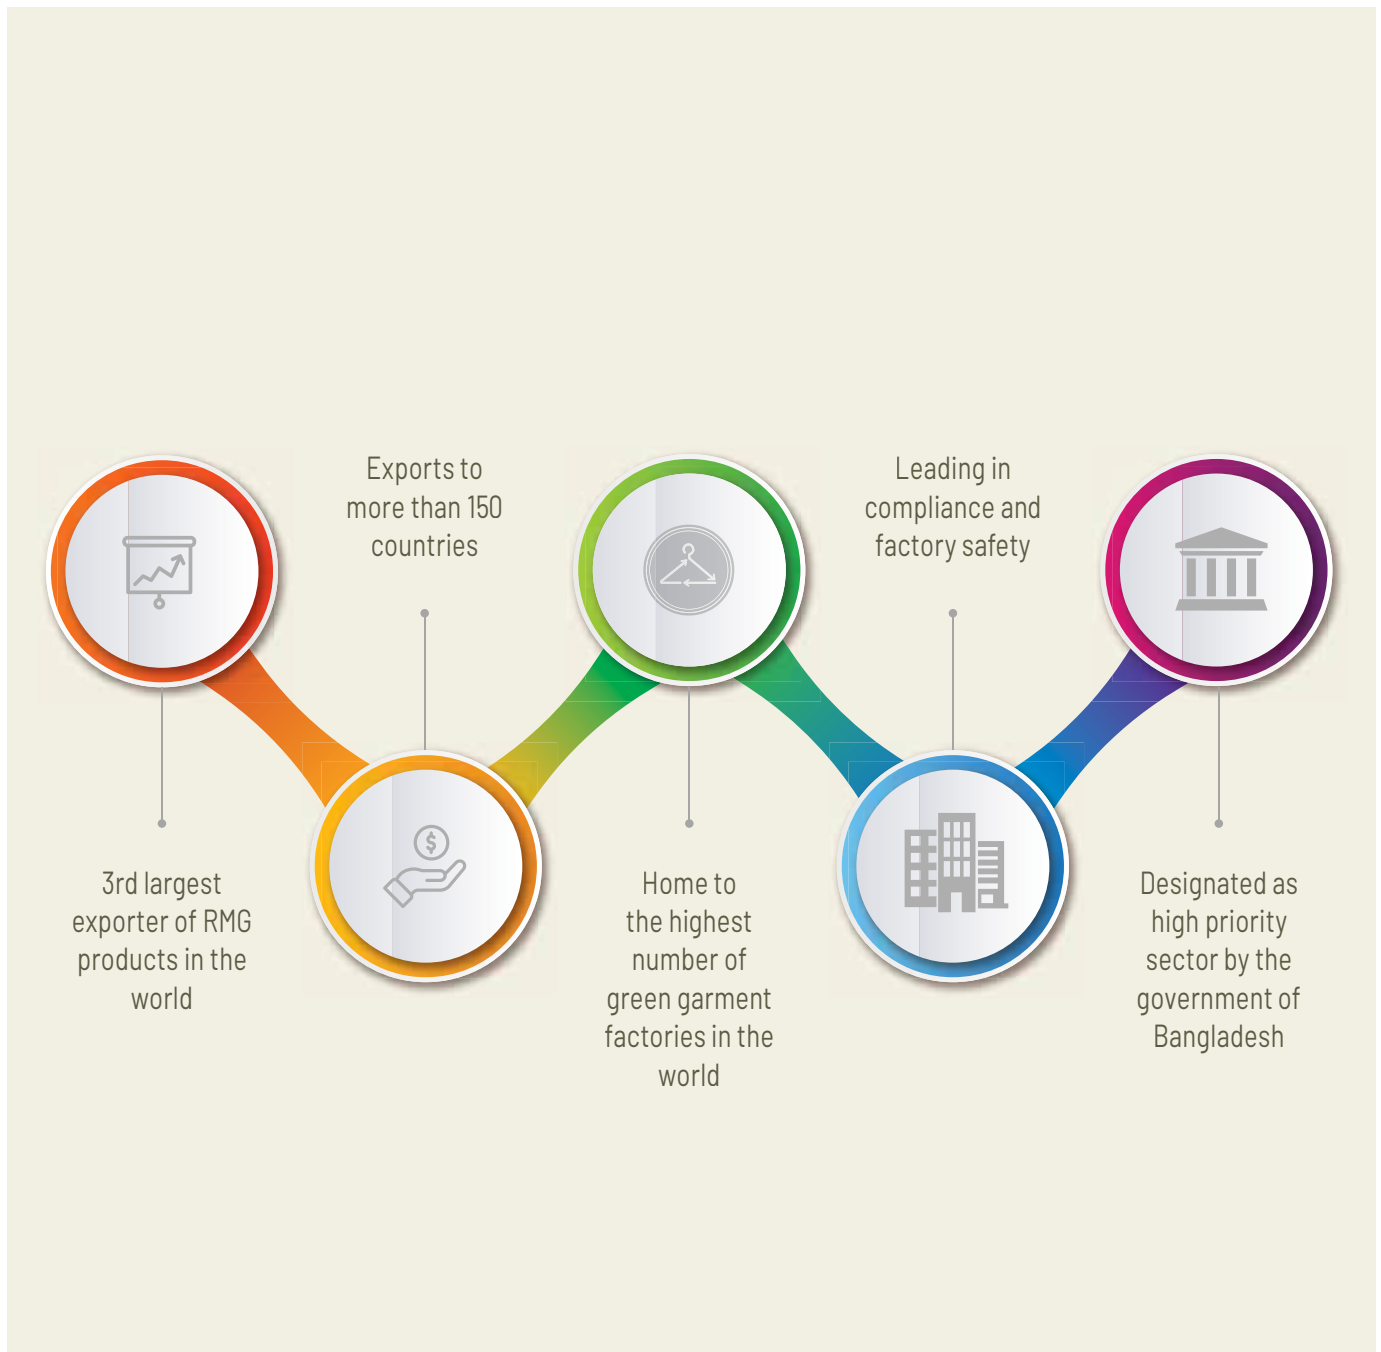 3rd largest
exporter of RMG
products in the
world
Exports to
more than 150
countries
$
Home to
the highest
number of
green garment
factories in the
world
Leading in
compliance and
factory safety
Designated as
high priority
sector by the
government of
Bangladesh